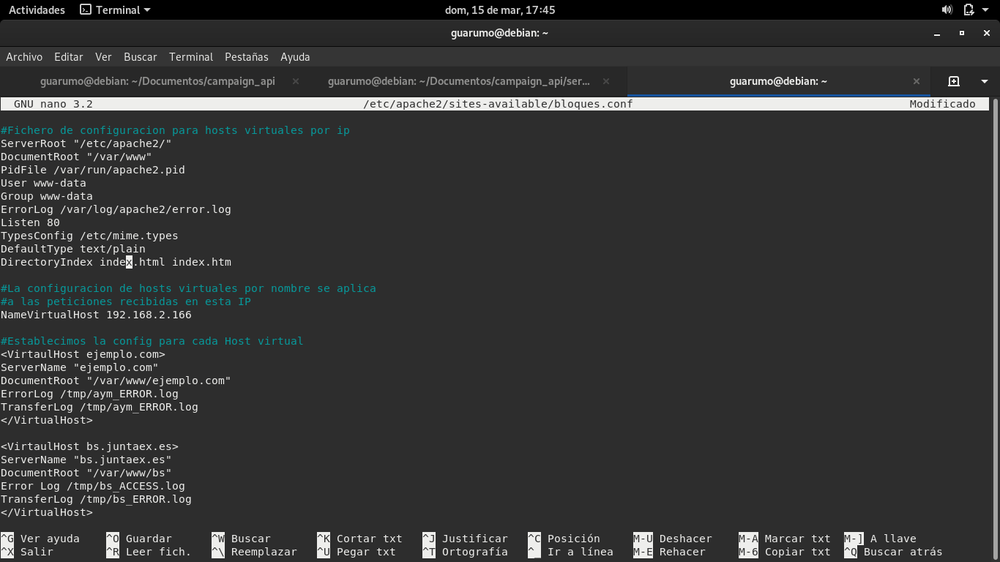 Actividades Terminal dom, 15 de mar, 17:45
guarumo@debian: ~
Archivo Editar Ver Buscar Terminal Pestañas Ayuda
guarumo@debian: ~/Documentos/campaign_api × guarumo@debian: ~/Documentos/campaign_api/ser... × guarumo@debian: ~ ×
GNU nano 3.2 /etc/apache2/sites-available/bloques.conf Modificado
#Fichero de configuracion para hosts virtuales por ip
ServerRoot "/etc/apache2/"
DocumentRoot "/var/www"
PidFile /var/run/apache2.pid
User www-data
Group www-data
ErrorLog /var/log/apache2/error.log
Listen 80
TypesConfig /etc/mime.types
DefaultType text/plain
DirectoryIndex index.html index.htm
#La configuracion de hosts virtuales por nombre se aplica
#a las peticiones recibidas en esta IP
NameVirtualHost 192.168.2.166
#Establecimos la config para cada Host virtual
<VirtaulHost ejemplo.com>
ServerName "ejemplo.com"
DocumentRoot "/var/www/ejemplo.com"
ErrorLog /tmp/aym_ERROR.log
TransferLog /tmp/aym_ERROR.log
</VirtualHost>
<VirtaulHost bs.juntaex.es>
ServerName "bs.juntaex.es"
DocumentRoot "/var/www/bs"
Error Log /tmp/bs_ACCESS.log
TransferLog /tmp/bs_ERROR.log
</VirtualHost>
^G Ver ayuda ^O Guardar ^W Buscar ^K Cortar txt ^J Justificar ^C Posición M-U Deshacer M-A Marcar txt M-] A llave
^X Salir ^R Leer fich. ^\ Reemplazar ^U Pegar txt ^T Ortografía ^_ Ir a línea M-E Rehacer M-6 Copiar txt ^Q Buscar atrás